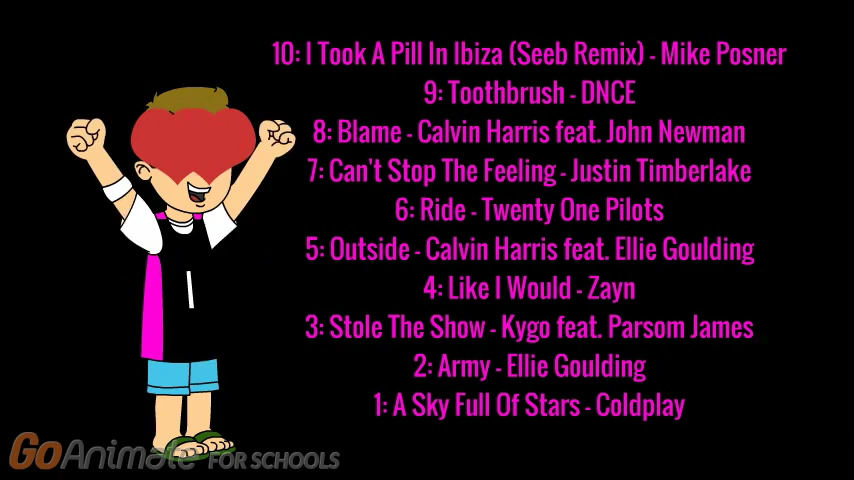 10: I Took A Pill In Ibiza (Seeb Remix) - Mike Posner
9: Toothbrush - DNCE
8: Blame - Calvin Harris feat. John Newman
7: Can't Stop The Feeling - Justin Timberlake
6: Ride - Twenty One Pilots
5: Outside - Calvin Harris feat. Ellie Goulding
4: Like I Would - Zayn
3: Stole The Show - Kygo feat. Parsom James
2: Army - Ellie Goulding
1: A Sky Full Of Stars - Coldplay
GoAnimate FOR SCHOOLS